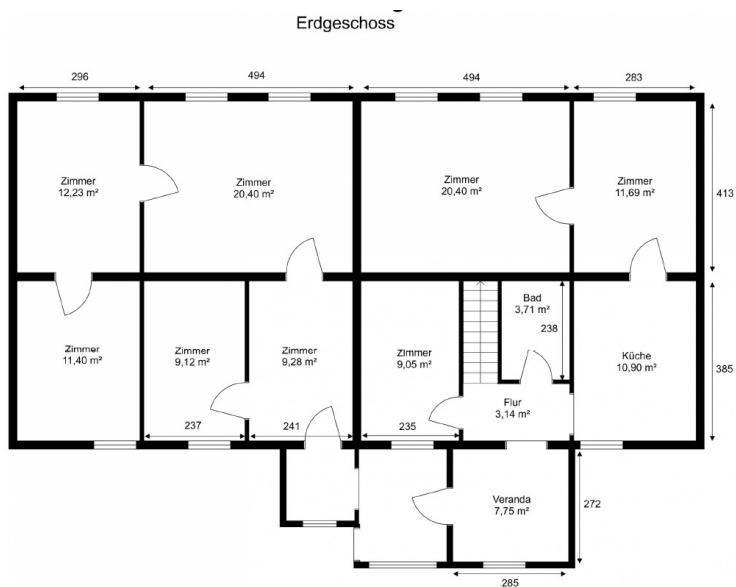 Erdgeschoss
296
494
494
283
Zimmer
12,23 m²
Zimmer
20,40 m²
Zimmer
20,40 m²
Zimmer
11,69 m²
413
Zimmer
11,40 m²
Zimmer
9,12 m²
Zimmer
9,28 m²
Zimmer
9,05 m²
Bad
3,71 m²
238
Küche
10,90 m²
385
Flur
3,14 m²
237
241
235
Veranda
7,75 m²
272
285